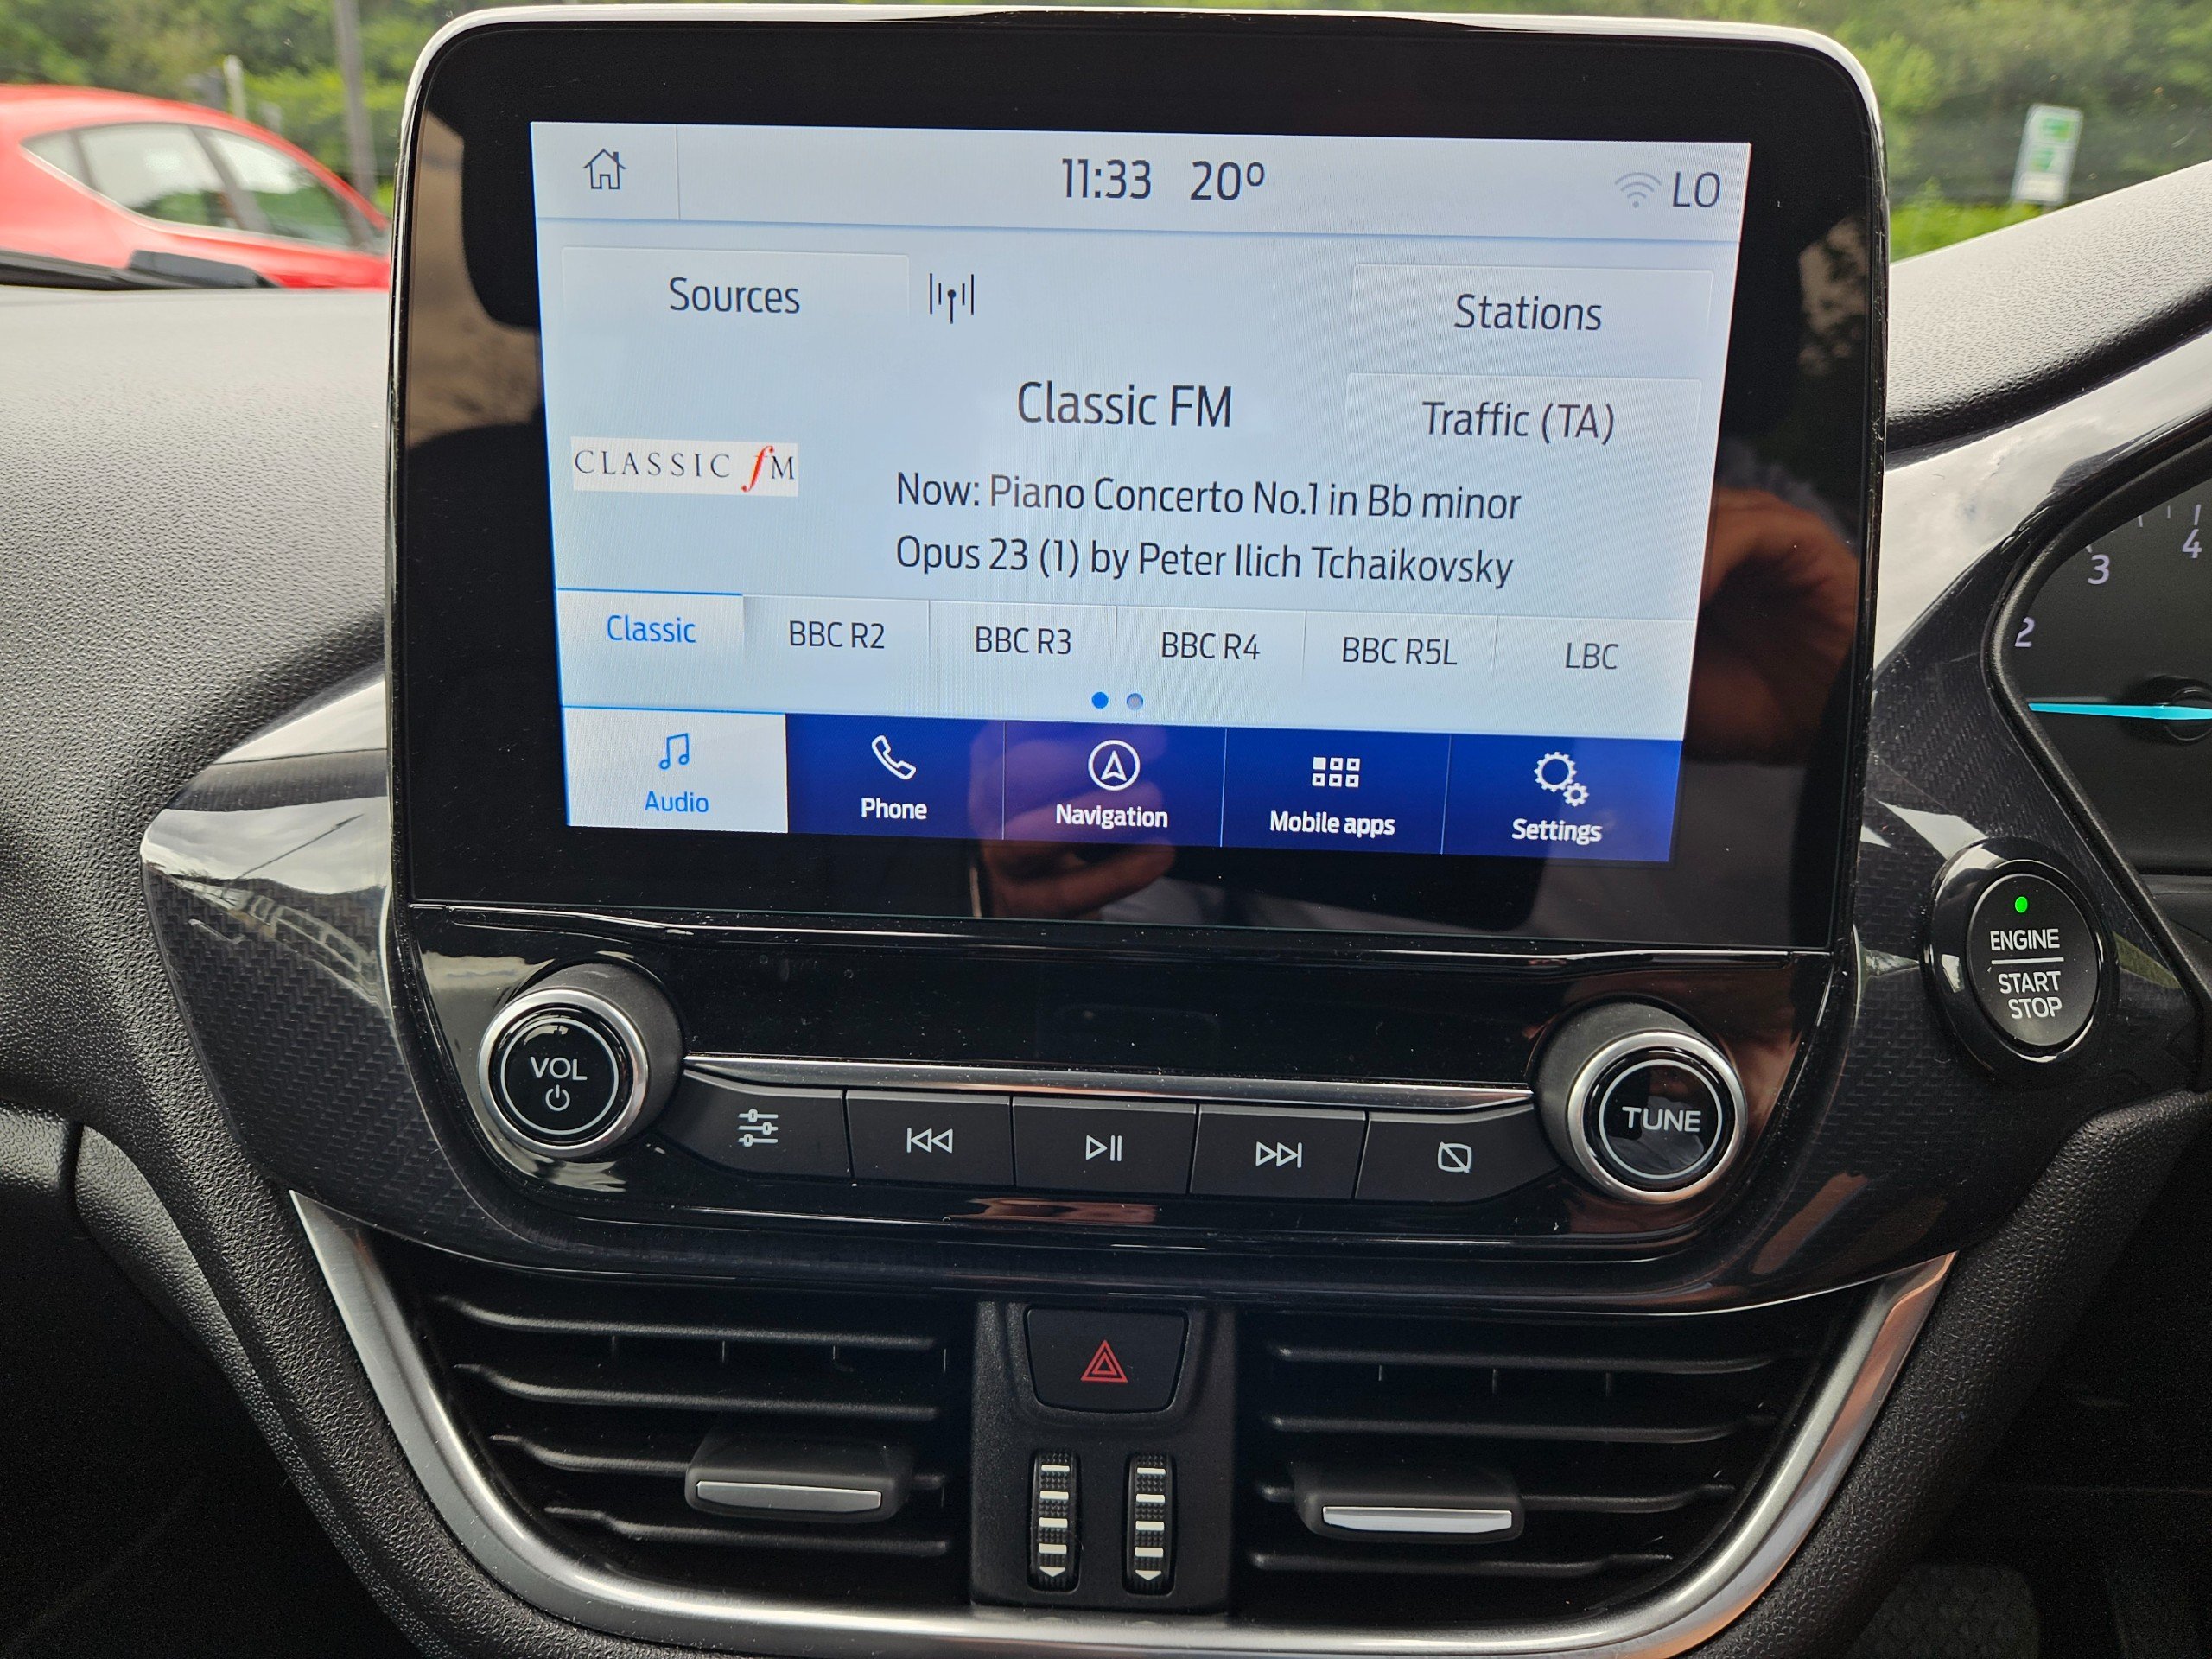 11:33 20º LO
Sources Stations
Classic FM
Traffic (TA)
CLASSIC fM
Now: Piano Concerto No.1 in Bb minor
Opus 23 (1) by Peter Ilich Tchaikovsky
Classic BBC R2 BBC R3 BBC R4 BBC R5L LBC
Audio Phone Navigation Mobile apps Settings
2 3 4
ENGINE
START
STOP
VOL
TUNE